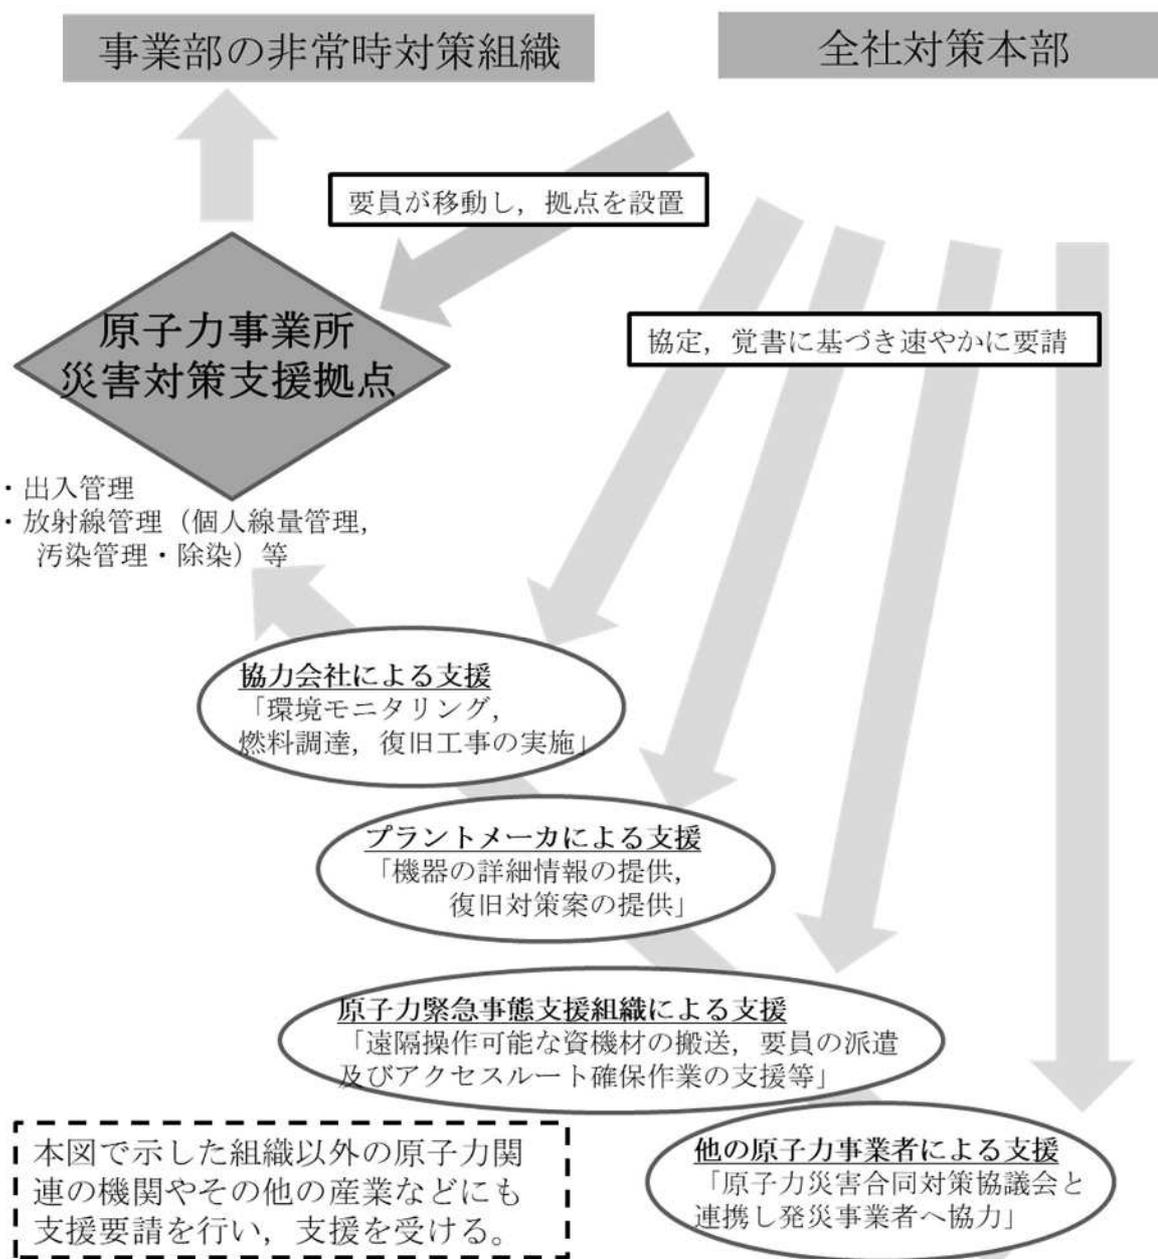 事業部の非常時対策組織
全社対策本部
要員が移動し，拠点を設置
原子力事業所
災害対策支援拠点
協定，覚書に基づき速やかに要請
・出入管理
・放射線管理（個人線量管理，
汚染管理・除染）等
協力会社による支援
「環境モニタリング，
燃料調達，復旧工事の実施」
プラントメーカによる支援
「機器の詳細情報の提供，
復旧対策案の提供」
原子力緊急事態支援組織による支援
「遠隔操作可能な資機材の搬送，要員の派遣
及びアクセスルート確保作業の支援等」
他の原子力事業者による支援
「原子力災害合同対策協議会と
連携し発災事業者へ協力」
本図で示した組織以外の原子力関
連の機関やその他の産業などにも
支援要請を行い，支援を受ける。